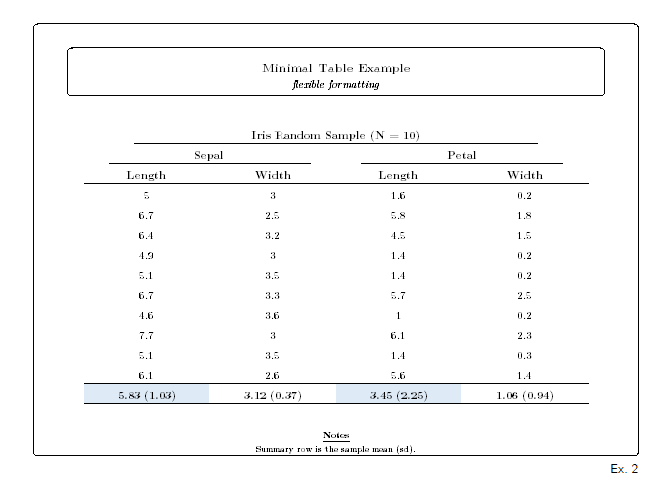 Minimal Table Example
flexible formatting
Iris Random Sample (N = 10)
Sepal Petal
Length Width Length Width
5 3 1.6 0.2
6.7 2.5 5.8 1.8
6.4 3.2 4.5 1.5
4.9 3 1.4 0.2
5.1 3.5 1.4 0.2
6.7 3.3 5.7 2.5
4.6 3.6 1 0.2
7.7 3 6.1 2.3
5.1 3.5 1.4 0.3
6.1 2.6 5.6 1.4
5.83 (1.03) 3.12 (0.37) 3.45 (2.25) 1.06 (0.94)
Notes
Summary row is the sample mean (sd).
Ex. 2